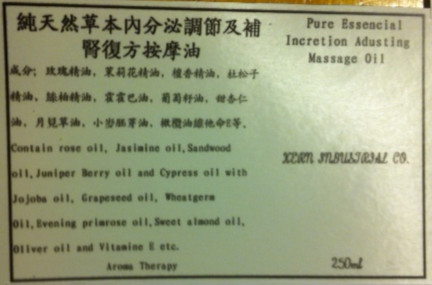 純天然草本內分泌調節及補
腎復方按摩油
成分：玫瑰精油，茉莉花精油，檀香精油，杜松子
精油，絲柏精油，霍霍巴油，葡萄籽油，甜杏仁
油，月見草油，小麥胚芽油，橄欖油維他命E等。
Contain rose oil, Jasimine oil,Sandwood
oil,Juniper Berry oil and Cypress oil with
Jojoba oil, Grapeseed oil, Wheatgerm
Oil,Evening primrose oil,Sweet almond oil,
Oliver oil and Vitamine E etc.
Aroma Therapy
Pure Essencial
Incretion Adusting
Massage Oil
XERN INDUSTRIAL CO.
250ml